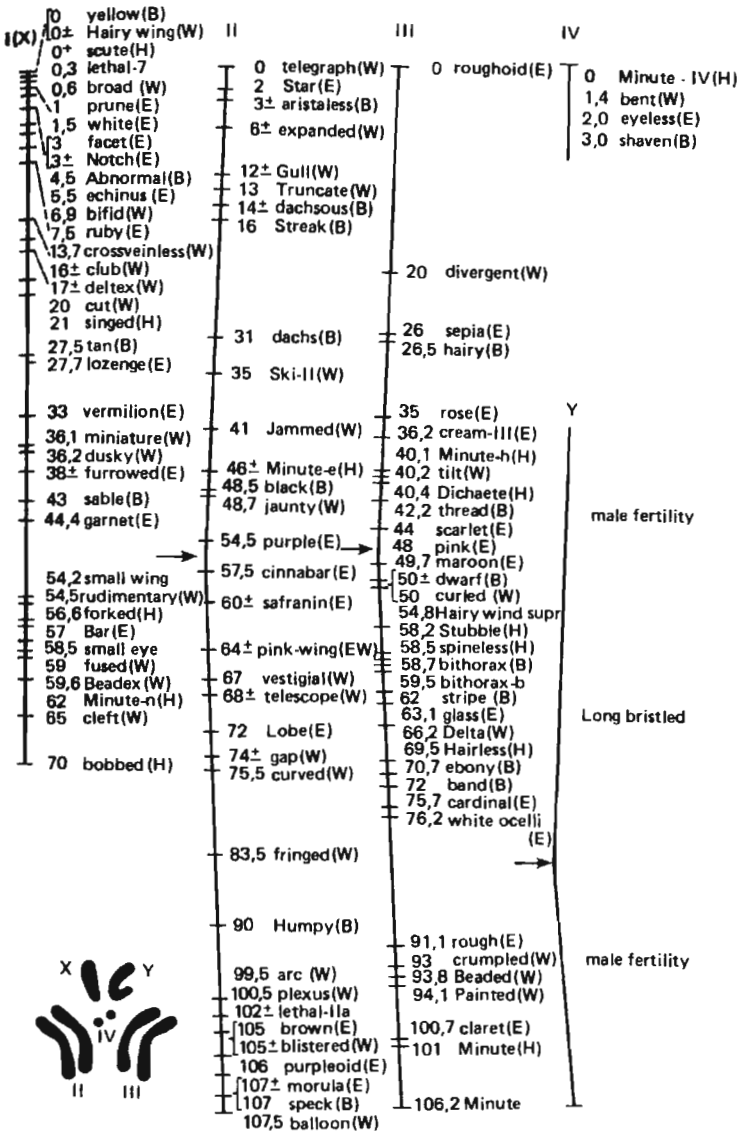 I(X)
0 yellow(B)
0± Hairy wing(W)
0+ scute(H)
0,3 lethal-7
0,6 broad (W)
1 prune(E)
1,5 white(E)
3 facet(E)
3± Notch(E)
4,5 Abnormal(B)
5,5 echinus (E)
6,9 bifid(W)
7,5 ruby(E)
13,7 crossveinless(W)
16± club(W)
17± deltex(W)
20 cut(W)
21 singed(H)
27,5 tan(B)
27,7 lozenge(E)
33 vermilion(E)
36,1 miniature(W)
36,2 dusky(W)
38± furrowed(E)
43 sable(B)
44,4 garnet(E)
54,2 small wing
54,5 rudimentary(W)
56,6 forked(H)
57 Bar(E)
58,5 small eye
59 fused(W)
59,6 Beadex(W)
62 Minute-n(H)
65 cleft(W)
70 bobbed(H)
II
0 telegraph(W)
2 Star(E)
3± aristaless(B)
6± expanded(W)
12± Gull(W)
13 Truncate(W)
14± dachsous(B)
16 Streak(B)
31 dachs(B)
35 Ski-II(W)
41 Jammed(W)
46± Minute-e(H)
48,5 black(B)
48,7 jaunty(W)
54,5 purple(E)
57,5 cinnabar(E)
60± safranin(E)
64± pink-wing(EW)
67 vestigial(W)
68± telescope(W)
72 Lobe(E)
74± gap(W)
75,5 curved(W)
83,5 fringed(W)
90 Humpy(B)
99,5 arc (W)
100,5 plexus(W)
102± lethal-IIa
105 brown(E)
105± blistered(W)
106 purpleoid(E)
107± morula(E)
107 speck(B)
107,5 balloon(W)
III
0 roughoid(E)
20 divergent(W)
26 sepia(E)
26,5 hairy(B)
35 rose(E)
36,2 cream-III(E)
40,1 Minute-h(H)
40,2 tilt(W)
40,4 Dichaete(H)
42,2 thread(B)
44 scarlet(E)
48 pink(E)
49,7 maroon(E)
50± dwarf(B)
50 curled (W)
54,8 Hairy wind supr
58,2 Stubble(H)
58,5 spineless(H)
58,7 bithorax(B)
59,5 bithorax-b
62 stripe (B)
63,1 glass(E)
66,2 Delta(W)
69,5 Hairless(H)
70,7 ebony(B)
72 band(B)
75,7 cardinal(E)
76,2 white ocelli
(E)
91,1 rough(E)
93 crumpled(W)
93,8 Beaded(W)
94,1 Painted(W)
100,7 claret(E)
101 Minute(H)
106,2 Minute
IV
0 Minute - IV(H)
1,4 bent(W)
2,0 eyeless(E)
3,0 shaven(B)
Y
male fertility
Long bristled
male fertility
X Y
IV
II III